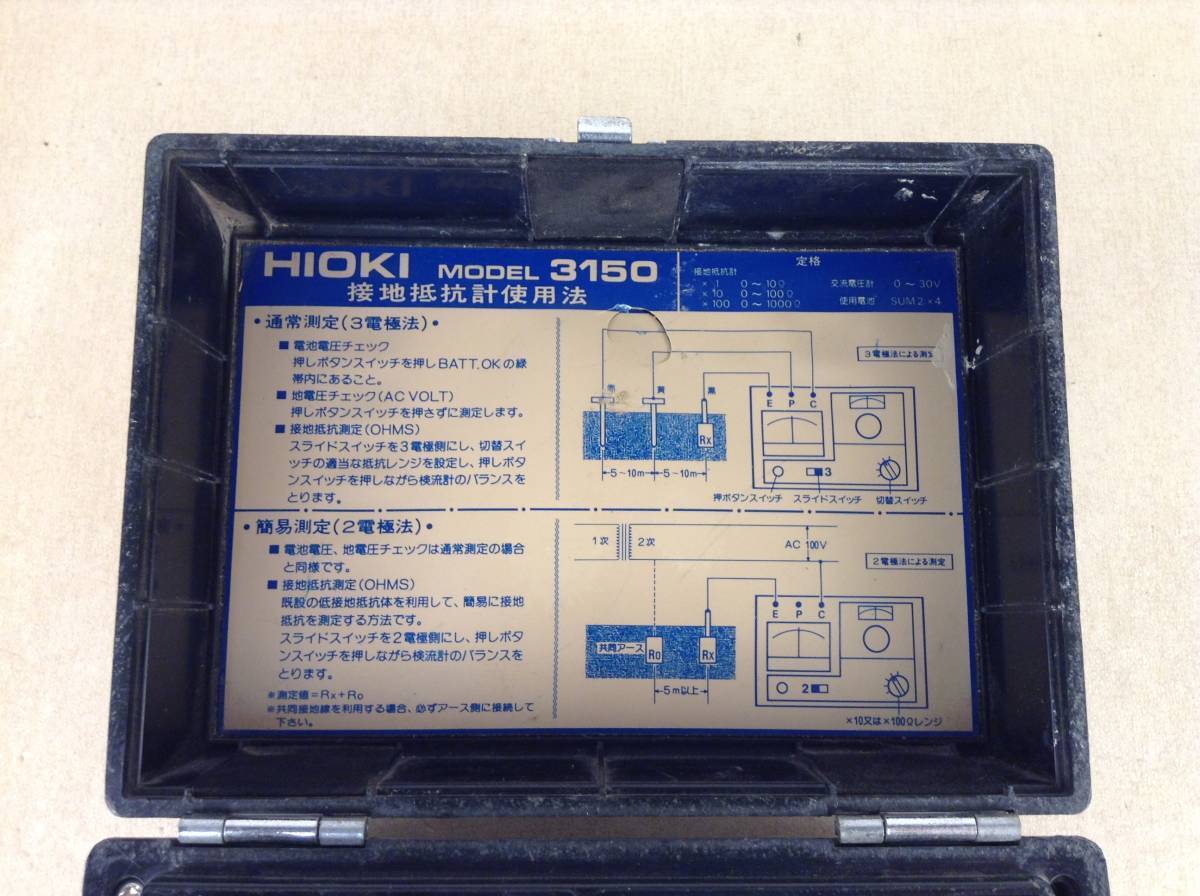 HIOKI MODEL 3150
接地抵抗計使用法
定格
接地抵抗計
× 1 0～10Ω
× 10 0～100Ω
× 100 0～1000Ω
交流電圧計 0～30V
使用電池 SUM2×4
•通常測定(3電極法)•
■電池電圧チェック
押しボタンスイッチを押しBATT.OKの緑
帯内にあること。
■地電圧チェック(AC VOLT)
押しボタンスイッチを押さずに測定します。
■接地抵抗測定(OHMS)
スライドスイッチを3電極側にし、切替スイ
ッチの適当な抵抗レンジを設定し、押しボタ
ンスイッチを押しながら検流計のバランスを
とります。
3電極法による測定
赤 黄 黒
E P C
Rx
5～10m 5～10m
3
押ボタンスイッチ スライドスイッチ 切替スイッチ
•簡易測定(2電極法)•
■電池電圧、地電圧チェックは通常測定の場合
と同様です。
■接地抵抗測定(OHMS)
既設の低接地抵抗体を利用して、簡易に接地
抵抗を測定する方法です。
スライドスイッチを2電極側にし、押しボタ
ンスイッチを押しながら検流計のバランスを
とります。
※測定値=Rx+Ro
※共同接地線を利用する場合、必ずアース側に接続して
下さい。
1次 2次
AC 100V
2電極法による測定
E P C
共同アース Ro Rx
5m以上
2
×10又は×100Ωレンジ